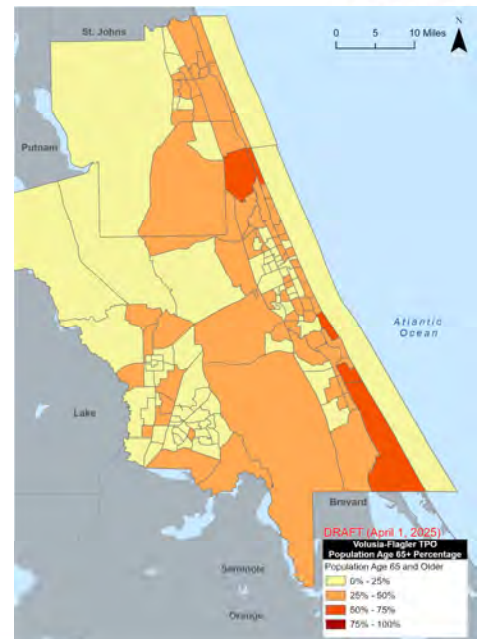 N
St. Johns
0 5 10 Miles
Putnam
Atlantic
Ocean
Lake
Brevard
DRAFT (April 1, 2025)
Volusia-Flagler TPO
Population Age 65+ Percentage
Population Age 65 and Older
0% - 25%
25% - 50%
50% - 75%
75% - 100%
Seminole
Orange